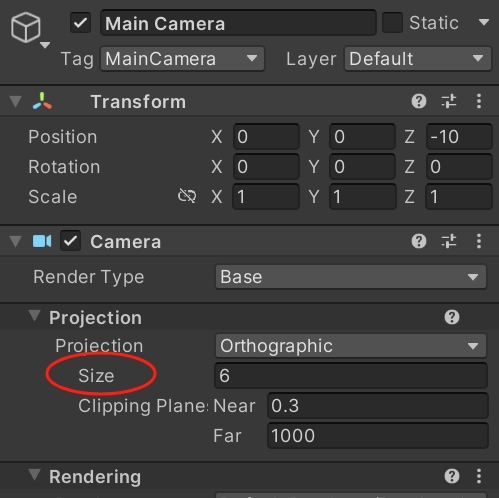 Main Camera Static
Tag MainCamera Layer Default
Transform
Position X 0 Y 0 Z -10
Rotation X 0 Y 0 Z 0
Scale X 1 Y 1 Z 1
Camera
Render Type Base
Projection
Projection Orthographic
Size 6
Clipping Plane Near 0.3
Far 1000
Rendering